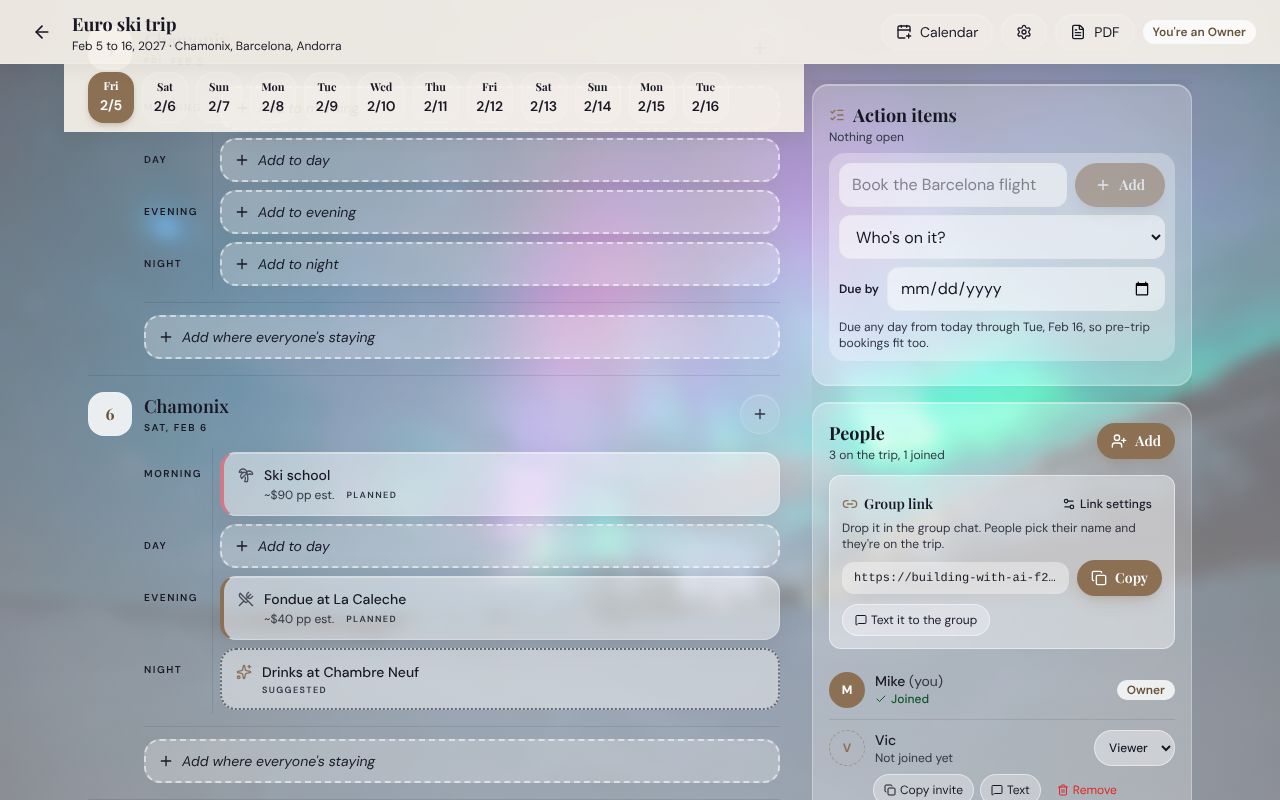 Euro ski trip
Feb 5 to 16, 2027 · Chamonix, Barcelona, Andorra
Calendar
PDF
You're an Owner
Fri 2/5
Sat 2/6
Sun 2/7
Mon 2/8
Tue 2/9
Wed 2/10
Thu 2/11
Fri 2/12
Sat 2/13
Sun 2/14
Mon 2/15
Tue 2/16
DAY
Add to day
EVENING
Add to evening
NIGHT
Add to night
Add where everyone's staying
6
Chamonix
SAT, FEB 6
MORNING
Ski school
~$90 pp est. PLANNED
DAY
Add to day
EVENING
Fondue at La Caleche
~$40 pp est. PLANNED
NIGHT
Drinks at Chambre Neuf
SUGGESTED
Add where everyone's staying
Action items
Nothing open
Book the Barcelona flight
Add
Who's on it?
Due by
mm/dd/yyyy
Due any day from today through Tue, Feb 16, so pre-trip
bookings fit too.
People
3 on the trip, 1 joined
Add
Group link
Link settings
Drop it in the group chat. People pick their name and
they're on the trip.
https://building-with-ai-f2…
Copy
Text it to the group
M
Mike (you)
Joined
Owner
V
Vic
Not joined yet
Viewer
Copy invite
Text
Remove